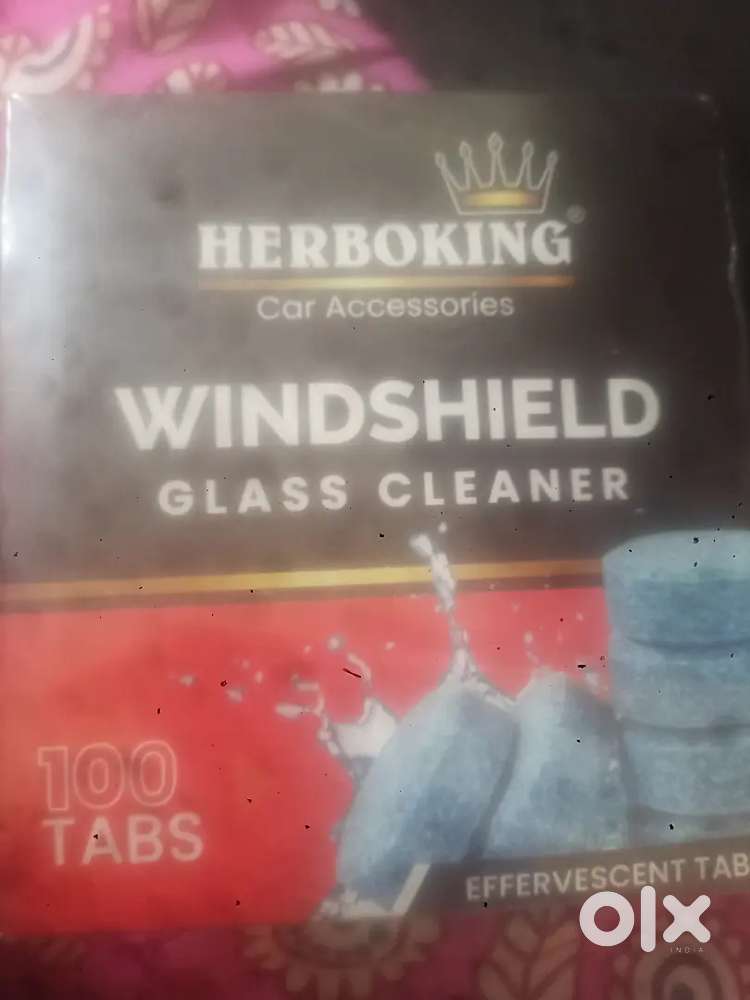 HERBOKING®
Car Accessories
WINDSHIELD
GLASS CLEANER
100
TABS
EFFERVESCENT TAB
olx
INDIA